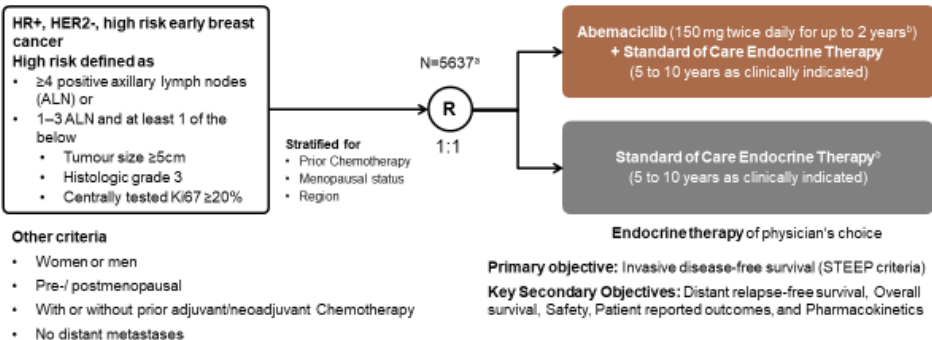 HR+, HER2-, high risk early breast
cancer
High risk defined as
• ≥4 positive axillary lymph nodes
(ALN) or
• 1–3 ALN and at least 1 of the
below
• Tumour size ≥5cm
• Histologic grade 3
• Centrally tested Ki67 ≥20%
Other criteria
• Women or men
• Pre-/ postmenopausal
• With or without prior adjuvant/neoadjuvant Chemotherapy
• No distant metastases
Stratified for
• Prior Chemotherapy
• Menopausal status
• Region
N=5637ª
R
1:1
Abemaciclib (150 mg twice daily for up to 2 yearsᵇ)
+ Standard of Care Endocrine Therapy
(5 to 10 years as clinically indicated)
Standard of Care Endocrine Therapyᵇ
(5 to 10 years as clinically indicated)
Endocrine therapy of physician's choice
Primary objective: Invasive disease-free survival (STEEP criteria)
Key Secondary Objectives: Distant relapse-free survival, Overall
survival, Safety, Patient reported outcomes, and Pharmacokinetics